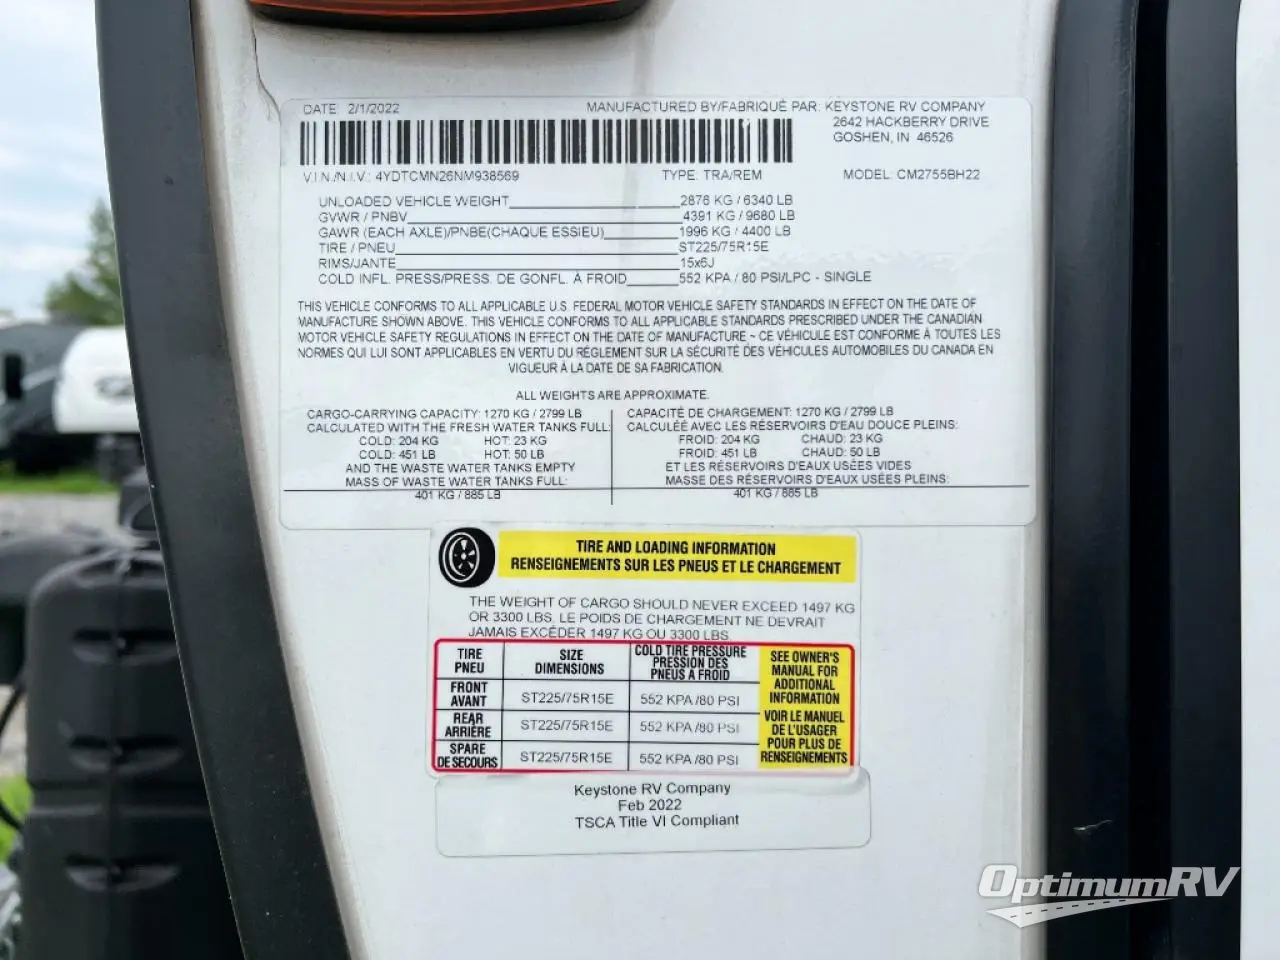 DATE: 2/1/2022 MANUFACTURED BY/FABRIQUÉ PAR: KEYSTONE RV COMPANY
2642 HACKBERRY DRIVE
GOSHEN, IN 46526
V.I.N./N.I.V.: 4YDTCMN26NM938569 TYPE: TRA/REM MODEL: CM2755BH22
UNLOADED VEHICLE WEIGHT 2876 KG / 6340 LB
GVWR / PNBV 4391 KG / 9680 LB
GAWR (EACH AXLE)/PNBE(CHAQUE ESSIEU) 1996 KG / 4400 LB
TIRE / PNEU ST225/75R15E
RIMS/JANTE 15x6J
COLD INFL. PRESS/PRESS. DE GONFL. À FROID 552 KPA / 80 PSI/LPC - SINGLE
THIS VEHICLE CONFORMS TO ALL APPLICABLE U.S. FEDERAL MOTOR VEHICLE SAFETY STANDARDS IN EFFECT ON THE DATE OF
MANUFACTURE SHOWN ABOVE. THIS VEHICLE CONFORMS TO ALL APPLICABLE STANDARDS PRESCRIBED UNDER THE CANADIAN
MOTOR VEHICLE SAFETY REGULATIONS IN EFFECT ON THE DATE OF MANUFACTURE ~ CE VÉHICULE EST CONFORME À TOUTES LES
NORMES QUI LUI SONT APPLICABLES EN VERTU DU RÉGLEMENT SUR LA SÉCURITÉ DES VÉHICULES AUTOMOBILES DU CANADA EN
VIGUEUR À LA DATE DE SA FABRICATION.
ALL WEIGHTS ARE APPROXIMATE.
CARGO-CARRYING CAPACITY: 1270 KG / 2799 LB
CALCULATED WITH THE FRESH WATER TANKS FULL:
COLD: 204 KG HOT: 23 KG
COLD: 451 LB HOT: 50 LB
AND THE WASTE WATER TANKS EMPTY
MASS OF WASTE WATER TANKS FULL:
401 KG / 885 LB
CAPACITÉ DE CHARGEMENT: 1270 KG / 2799 LB
CALCULÉE AVEC LES RÉSERVOIRS D'EAU DOUCE PLEINS:
FROID: 204 KG CHAUD: 23 KG
FROID: 451 LB CHAUD: 50 LB
ET LES RÉSERVOIRS D'EAUX USÉES VIDES
MASSE DES RÉSERVOIRS D'EAUX USÉES PLEINS:
401 KG / 885 LB
TIRE AND LOADING INFORMATION
RENSEIGNEMENTS SUR LES PNEUS ET LE CHARGEMENT
THE WEIGHT OF CARGO SHOULD NEVER EXCEED 1497 KG
OR 3300 LBS. LE POIDS DE CHARGEMENT NE DEVRAIT
JAMAIS EXCÉDER 1497 KG OU 3300 LBS.
TIRE
PNEU
SIZE
DIMENSIONS
COLD TIRE PRESSURE
PRESSION DES
PNEUS A FROID
FRONT
AVANT
ST225/75R15E 552 KPA /80 PSI
REAR
ARRIÈRE
ST225/75R15E 552 KPA /80 PSI
SPARE
DE SECOURS
ST225/75R15E 552 KPA /80 PSI
SEE OWNER'S
MANUAL FOR
ADDITIONAL
INFORMATION
VOIR LE MANUEL
DE L'USAGER
POUR PLUS DE
RENSEIGNEMENTS
Keystone RV Company
Feb 2022
TSCA Title VI Compliant
OptimumRV